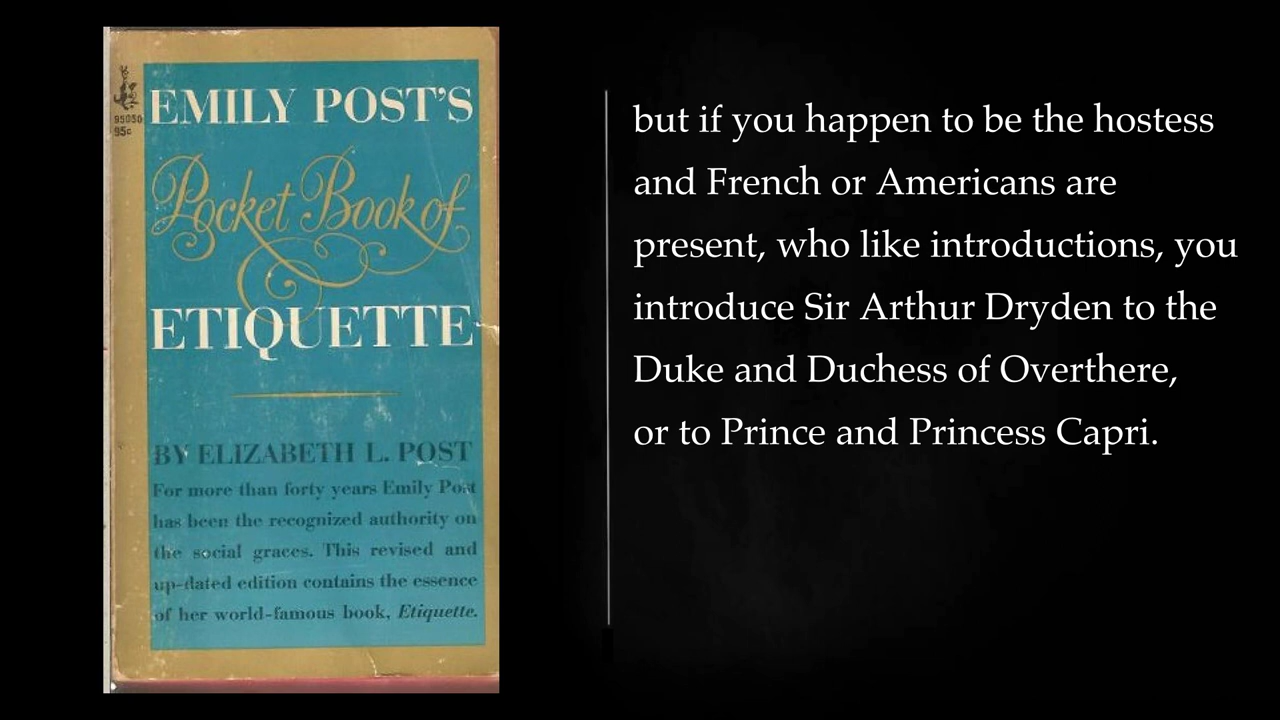 95050
95c
EMILY POST'S
Pocket Book of
ETIQUETTE
BY ELIZABETH L. POST
For more than forty years Emily Post
has been the recognized authority on
the social graces. This revised and
up-dated edition contains the essence
of her world-famous book, Etiquette.
but if you happen to be the hostess
and French or Americans are
present, who like introductions, you
introduce Sir Arthur Dryden to the
Duke and Duchess of Overthere,
or to Prince and Princess Capri.